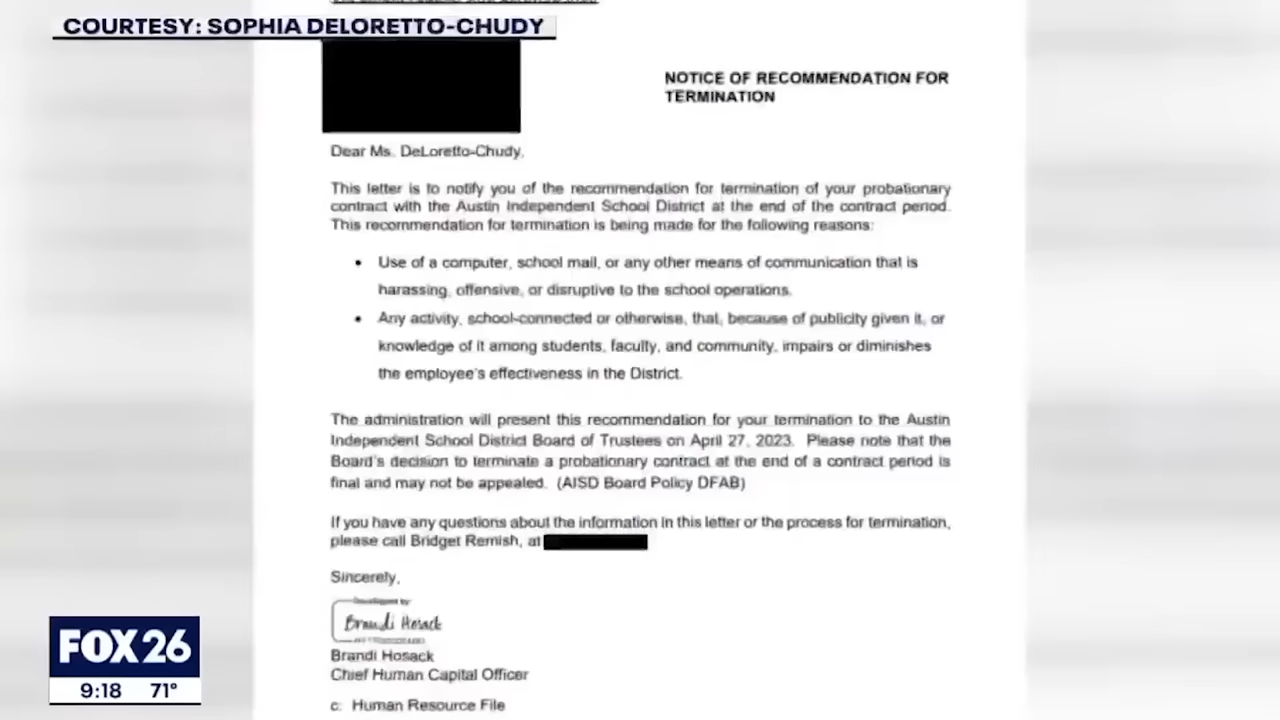 COURTESY: SOPHIA DELORETTO-CHUDY
NOTICE OF RECOMMENDATION FOR
TERMINATION
Dear Ms. DeLoretto-Chudy,
This letter is to notify you of the recommendation for termination of your probationary
contract with the Austin Independent School District at the end of the contract period.
This recommendation for termination is being made for the following reasons:
• Use of a computer, school mail, or any other means of communication that is
harassing, offensive, or disruptive to the school operations.
• Any activity, school-connected or otherwise, that, because of publicity given it, or
knowledge of it among students, faculty, and community, impairs or diminishes
the employee's effectiveness in the District.
The administration will present this recommendation for your termination to the Austin
Independent School District Board of Trustees on April 27, 2023. Please note that the
Board's decision to terminate a probationary contract at the end of a contract period is
final and may not be appealed. (AISD Board Policy DFAB)
If you have any questions about the information in this letter or the process for termination,
please call Bridget Remish, at
Sincerely,
Brandi Hosack
Brandi Hosack
Chief Human Capital Officer
c: Human Resource File
FOX 26
9:18 71°